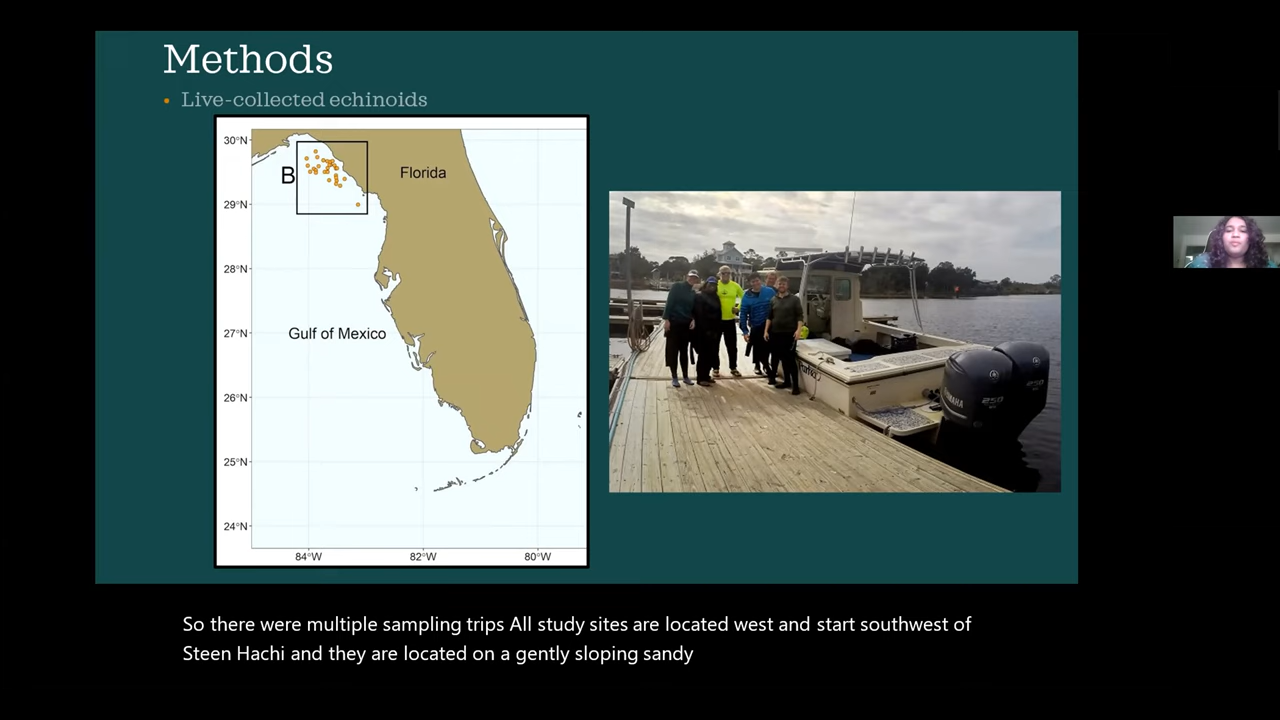 Methods
• Live-collected echinoids
30°N
29°N
28°N
27°N
26°N
25°N
24°N
84°W
82°W
80°W
B
Florida
Gulf of Mexico
YAMAHA
250
250
So there were multiple sampling trips All study sites are located west and start southwest of
Steen Hachi and they are located on a gently sloping sandy